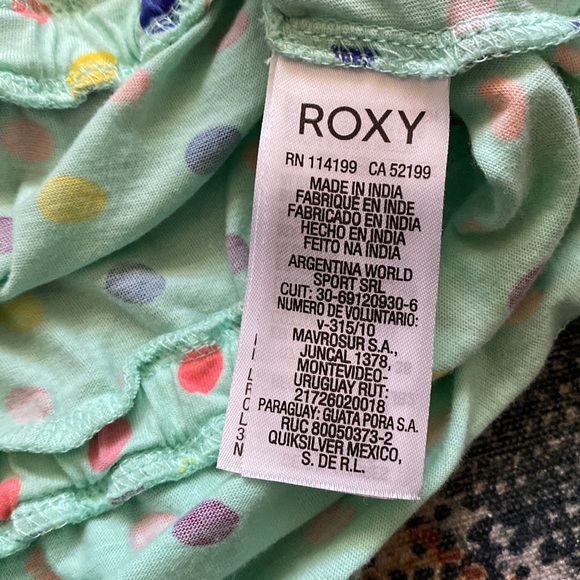 ROXY
RN 114199 CA 52199
MADE IN INDIA
FABRIQUÉ EN INDE
FABRICADO EN INDE
HECHO EN INDIA
FEITO NA INDIA
ARGENTINA WORLD
SPORT SRL
CUIT: 30-69120930-6
NUMERO DE VOLUNTARIO:
v-315/10
MAVROSUR S.A.,
JUNCAL 1378,
MONTEVIDEO-
URUGUAY RUT:
21726020018
PARAGUAY: GUATA PORA S.A.
RUC 80050373-2
QUIKSILVER MEXICO,
S. DE R.L.